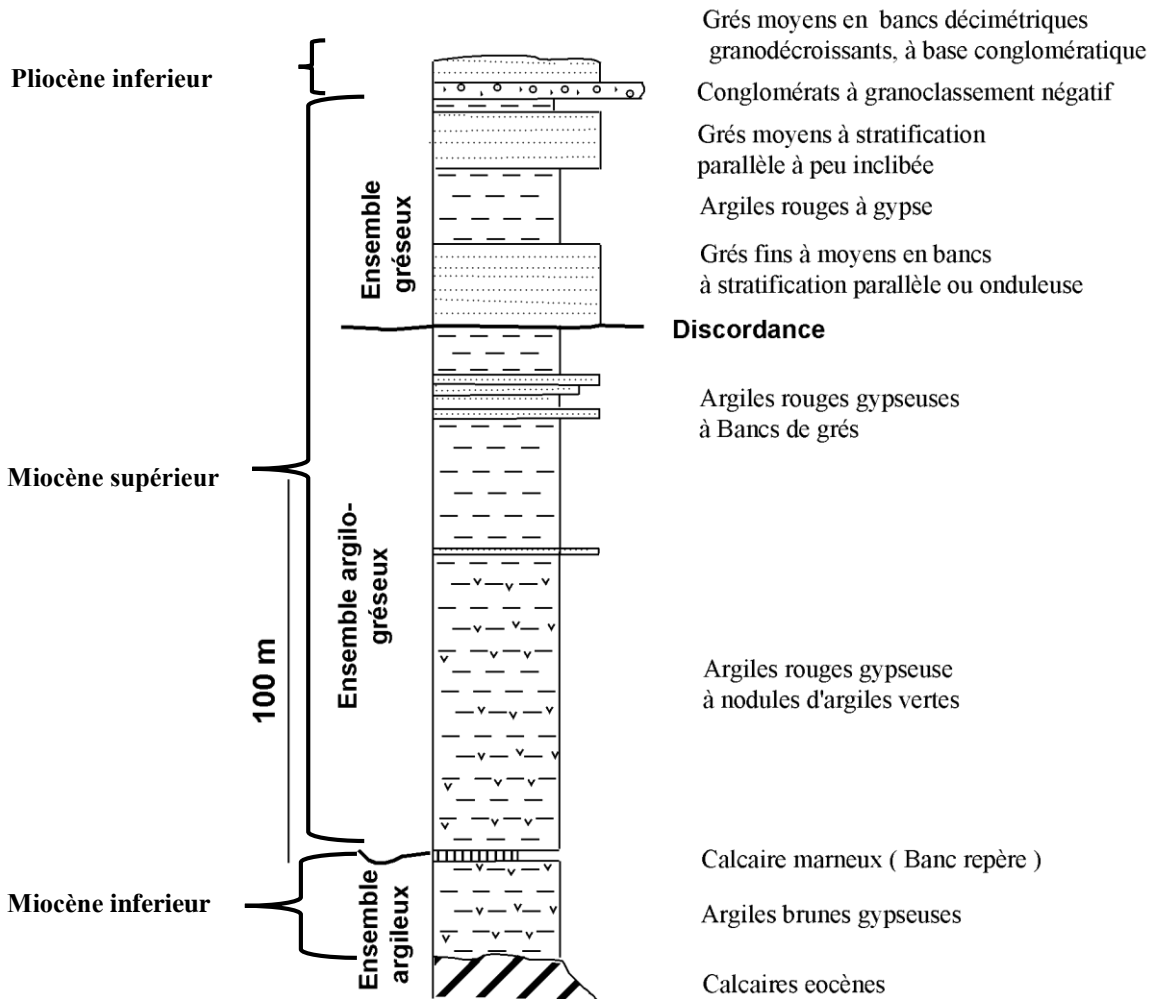 Grés moyens en bancs décimétriques
granodécroissants, à base conglomératique
Pliocène inferieur
Conglomérats à granoclassement négatif
Grés moyens à stratification
parallèle à peu inclibée
Ensemble
gréseux
Argiles rouges à gypse
Grés fins à moyens en bancs
à stratification parallèle ou onduleuse
Discordance
Argiles rouges gypseuses
à Bancs de grés
Miocène supérieur
Ensemble argilo-
gréseux
100 m
Argiles rouges gypseuse
à nodules d'argiles vertes
Calcaire marneux ( Banc repère )
Miocène inferieur
Ensemble
argileux
Argiles brunes gypseuses
Calcaires eocènes